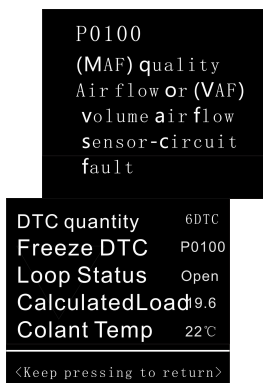 P0100
(MAF) quality
Air flow or (VAF)
volume air flow
sensor-circuit
fault
DTC quantity 6DTC
Freeze DTC P0100
Loop Status Open
CalculatedLoad19.6
Colant Temp 22℃
<Keep pressing to return>